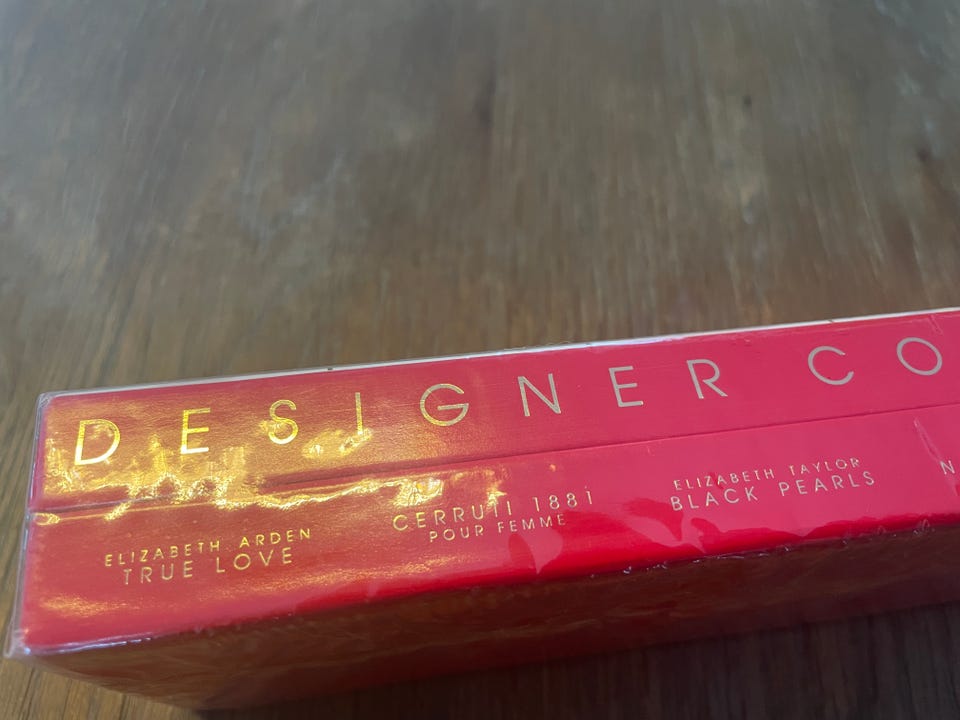 DESIGNER CO
ELIZABETH ARDEN
TRUE LOVE
CERRUTI 1881
POUR FEMME
ELIZABETH TAYLOR
BLACK PEARLS
N